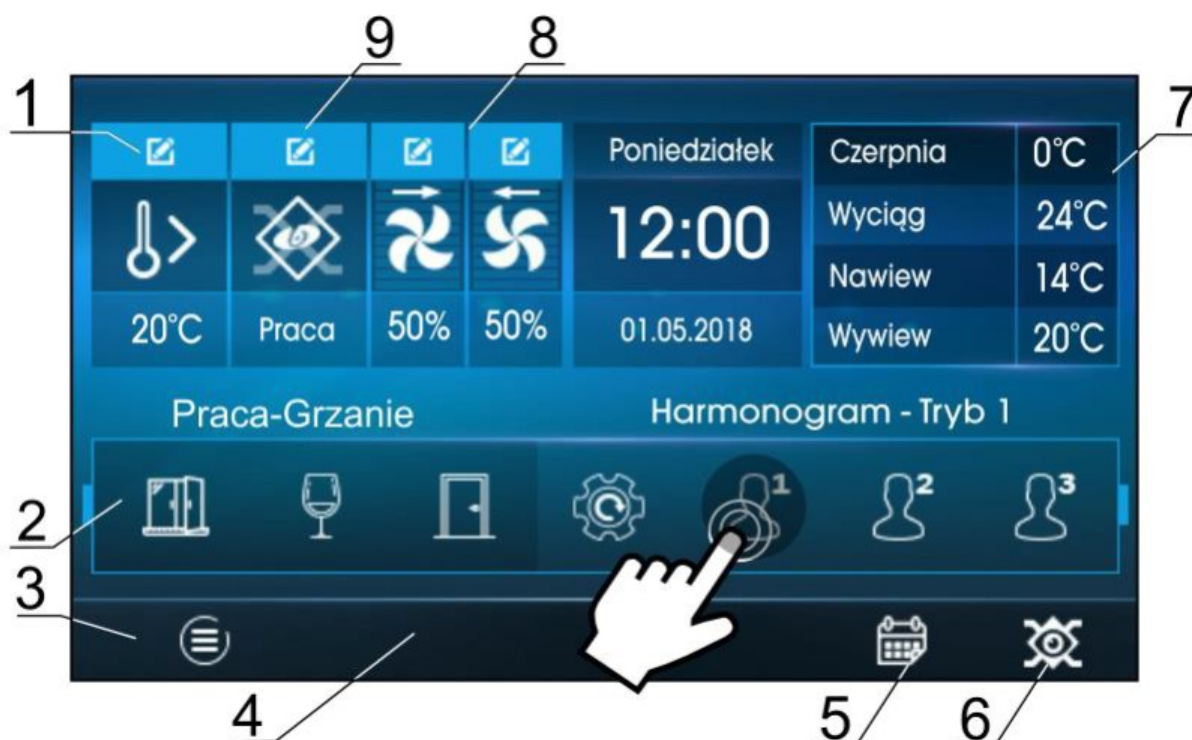 9 8
1 7
Poniedziałek
12:00
01.05.2018
20°C Praca 50% 50%
Czerpnia 0°C
Wyciąg 24°C
Nawiew 14°C
Wywiew 20°C
Praca-Grzanie
Harmonogram - Tryb 1
2 1 2 3
3
4 5 6